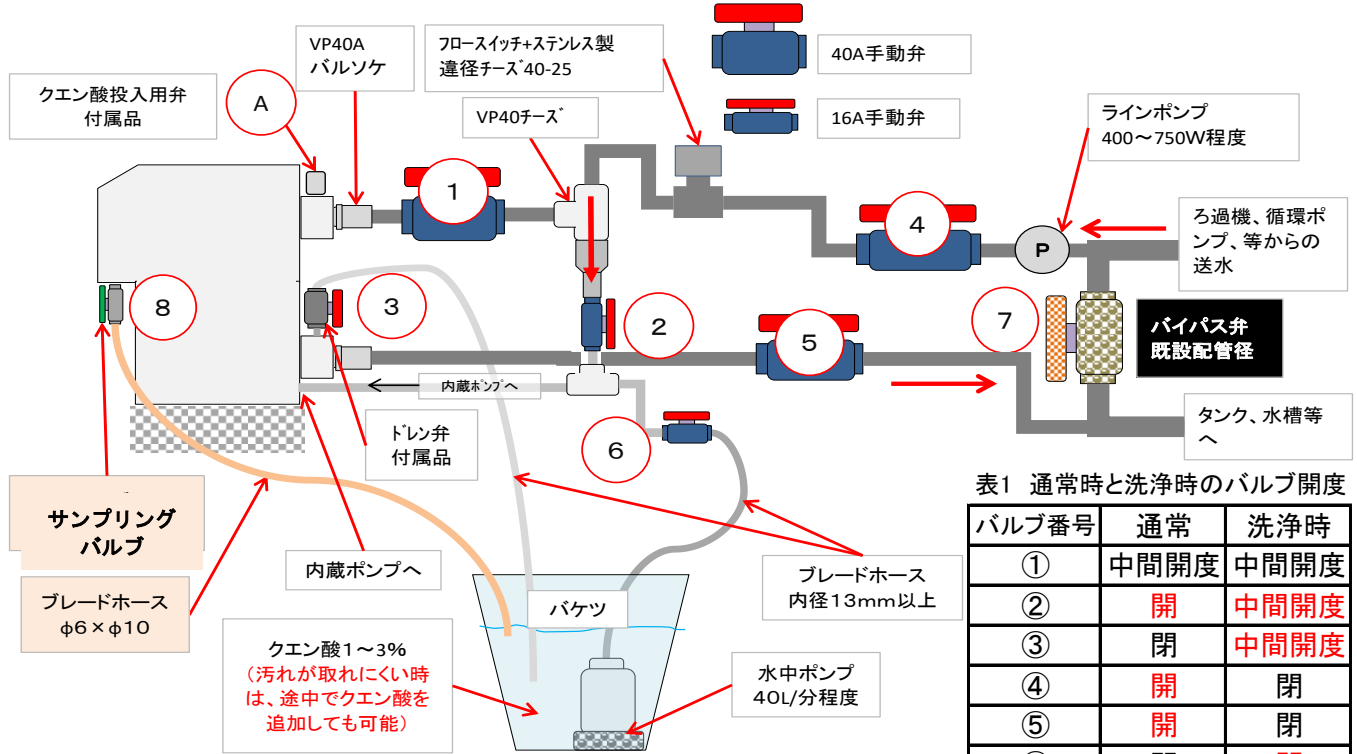 クエン酸投入用弁
付属品
A
VP40A
バルソケ
フロースイッチ+ステンレス製
違径チーズ40-25
VP40チーズ
40A手動弁
16A手動弁
ラインポンプ
400～750W程度
1
4
P
ろ過機、循環ポ
ンプ、等からの
送水
8
3
2
5
7
バイパス弁
既設配管径
内蔵ポンプへ
ドレン弁
付属品
6
タンク、水槽等
へ
サンプリング
バルブ
内蔵ポンプへ
ブレードホース
φ6×φ10
バケツ
ブレードホース
内径13mm以上
クエン酸1～3%
(汚れが取れにくい時
は、途中でクエン酸を
追加しても可能)
水中ポンプ
40L/分程度
表1 通常時と洗浄時のバルブ開度
バルブ番号 通常 洗浄時
① 中間開度 中間開度
② 開 中間開度
③ 閉 中間開度
④ 開 閉
⑤ 開 閉